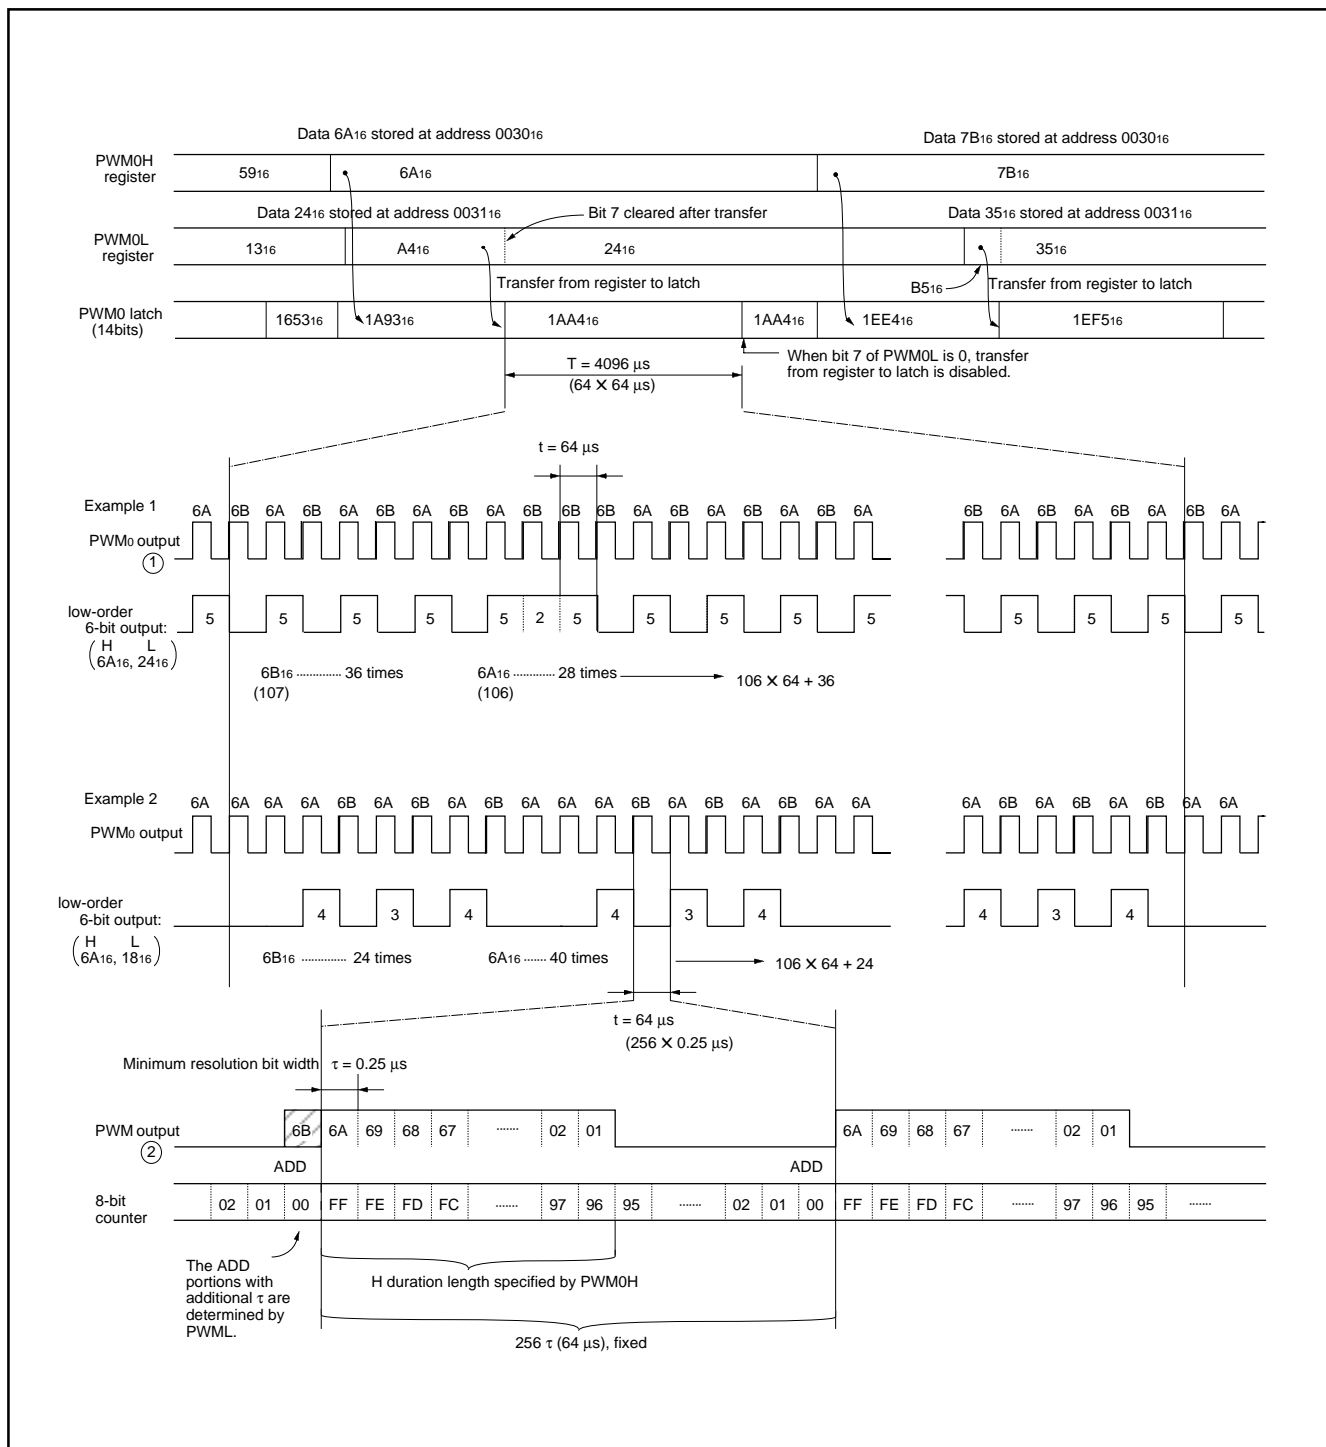 Data 6A16 stored at address 003016
Data 7B16 stored at address 003016
PWM0H register
5916
6A16
7B16
Data 2416 stored at address 003116
Bit 7 cleared after transfer
Data 3516 stored at address 003116
PWM0L register
1316
A416
2416
3516
Transfer from register to latch
B516
Transfer from register to latch
PWM0 latch (14bits)
165316
1A9316
1AA416
1AA416
1EE416
1EF516
When bit 7 of PWM0L is 0, transfer
from register to latch is disabled.
T = 4096 μs
(64 × 64 μs)
t = 64 μs
Example 1
6A 6B 6A 6B 6A 6B 6A 6B 6A 6B 6B 6B 6A 6B 6A 6B 6A 6B 6A
6B 6A 6B 6A 6B 6A 6B 6A
PWM0 output
1
low-order
6-bit output:
5 5 5 5 5 2 5 5 5 5 5
5 5 5 5
H L
(6A16, 2416)
6B16 ............. 36 times
(107)
6A16 ............ 28 times
(106)
106 × 64 + 36
Example 2
6A 6A 6A 6A 6B 6A 6B 6A 6B 6A 6A 6A 6B 6A 6B 6A 6B 6A 6A
6A 6B 6A 6B 6A 6B 6A 6A
PWM0 output
low-order
6-bit output:
4 3 4 4 3 4
4 3 4
H L
(6A16, 1816)
6B16 ............. 24 times
6A16 ....... 40 times
106 × 64 + 24
t = 64 μs
(256 × 0.25 μs)
Minimum resolution bit width
τ = 0.25 μs
PWM output
2
6B 6A 69 68 67 ....... 02 01
6A 69 68 67 ....... 02 01
ADD
ADD
8-bit
counter
02 01 00 FF FE FD FC ....... 97 96 95 ....... 02 01 00 FF FE FD FC ....... 97 96 95 .......
The ADD
portions with
additional τ are
determined by
PWML.
H duration length specified by PWM0H
256 τ (64 μs), fixed